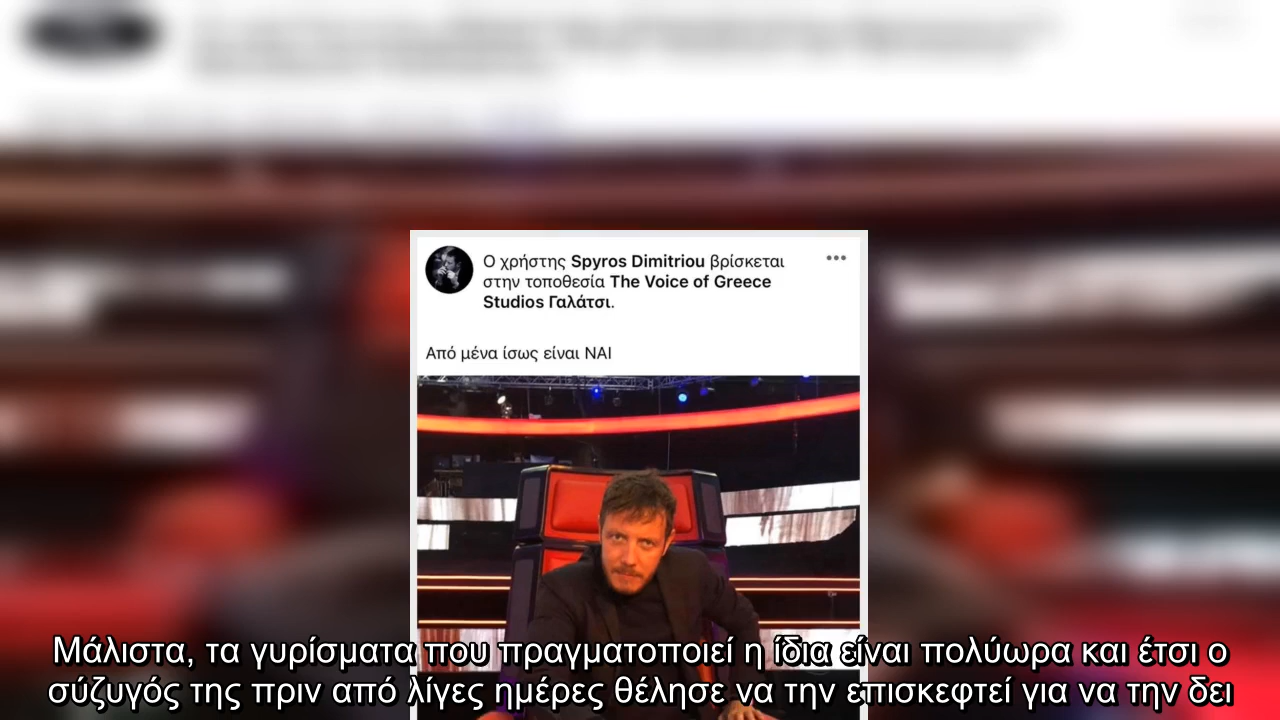 Ο χρήστης Spyros Dimitriou βρίσκεται
στην τοποθεσία The Voice of Greece
Studios Γαλάτσι.
Από μένα ίσως είναι ΝΑΙ
Μάλιστα, τα γυρίσματα που πραγματοποιεί η ίδια είναι πολύωρα και έτσι ο
σύζυγός της πριν από λίγες ημέρες θέλησε να την επισκεφτεί για να την δει